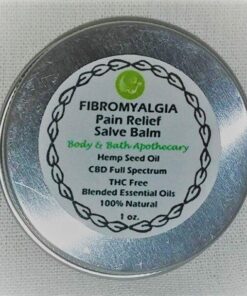 FIBROMYALGIA
Pain Relief
Salve Balm
Body & Bath Apothecary
Hemp Seed Oil
CBD Full Spectrum
THC Free
Blended Essential Oils
100% Natural
1 oz.